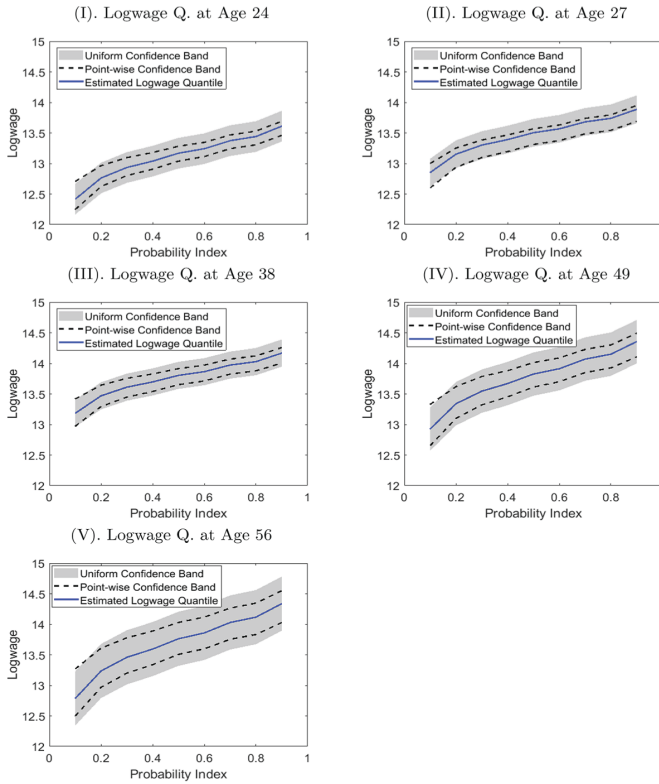 (I). Logwage Q. at Age 24
15
14.5
14
13.5
13
12.5
12
Logwage
Uniform Confidence Band
Point-wise Confidence Band
Estimated Logwage Quantile
0 0.2 0.4 0.6 0.8 1
Probability Index
(II). Logwage Q. at Age 27
15
14.5
14
13.5
13
12.5
12
Logwage
Uniform Confidence Band
Point-wise Confidence Band
Estimated Logwage Quantile
0 0.2 0.4 0.6 0.8 1
Probability Index
(III). Logwage Q. at Age 38
15
14.5
14
13.5
13
12.5
12
Logwage
Uniform Confidence Band
Point-wise Confidence Band
Estimated Logwage Quantile
0 0.2 0.4 0.6 0.8 1
Probability Index
(IV). Logwage Q. at Age 49
15
14.5
14
13.5
13
12.5
12
Logwage
Uniform Confidence Band
Point-wise Confidence Band
Estimated Logwage Quantile
0 0.2 0.4 0.6 0.8 1
Probability Index
(V). Logwage Q. at Age 56
15
14.5
14
13.5
13
12.5
12
Logwage
Uniform Confidence Band
Point-wise Confidence Band
Estimated Logwage Quantile
0 0.2 0.4 0.6 0.8 1
Probability Index